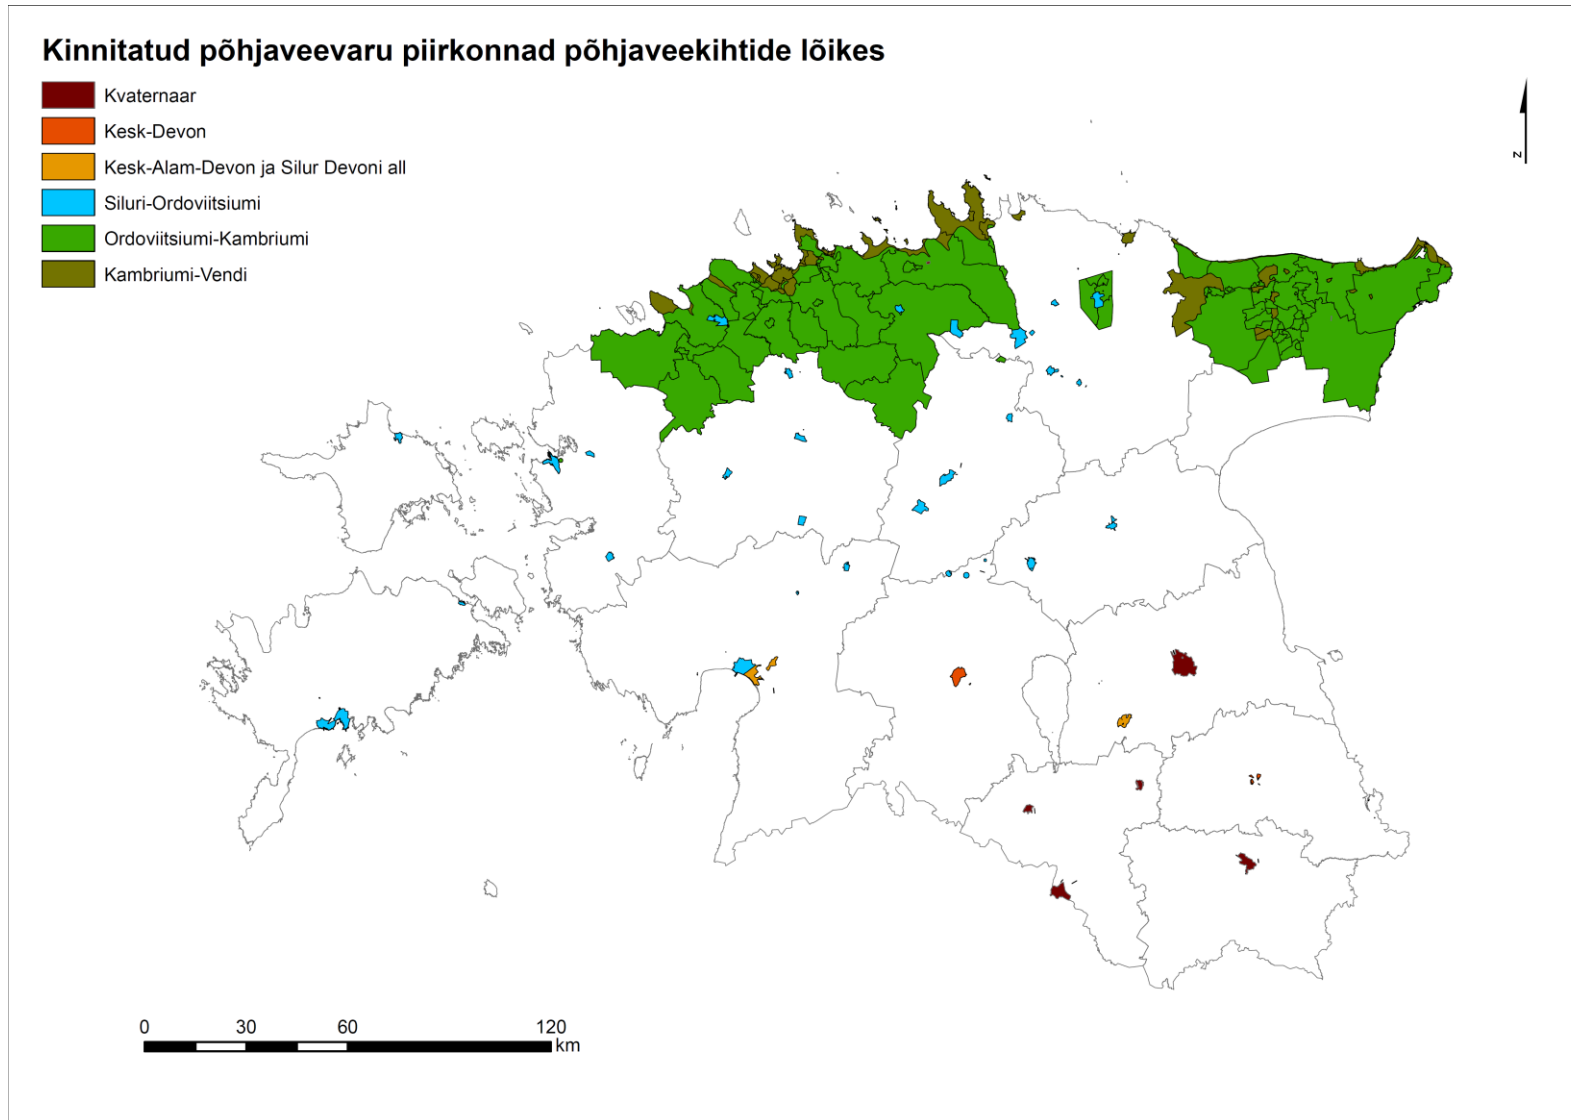 Kinnitatud põhjaveevaru piirkonnad põhjaveekihtide lõikes
Kvaternaar
Kesk-Devon
Kesk-Alam-Devon ja Silur Devoni all
Siluri-Ordoviitsiumi
Ordoviitsiumi-Kambriumi
Kambriumi-Vendi
N
0 30 60 120
km